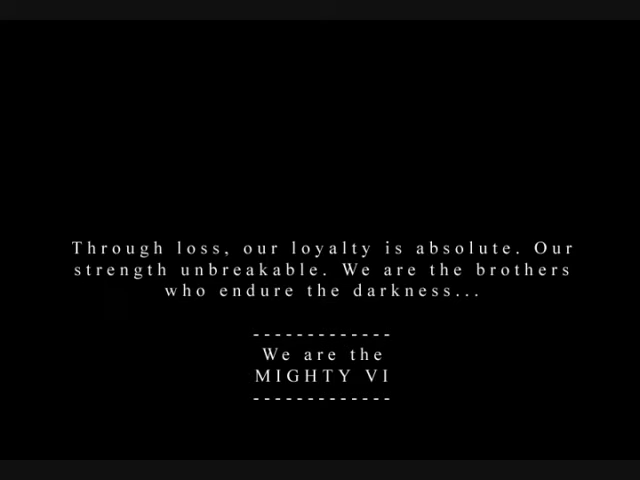 Through loss, our loyalty is absolute. Our
strength unbreakable. We are the brothers
who endure the darkness...
-------------
We are the
MIGHTY VI
-------------